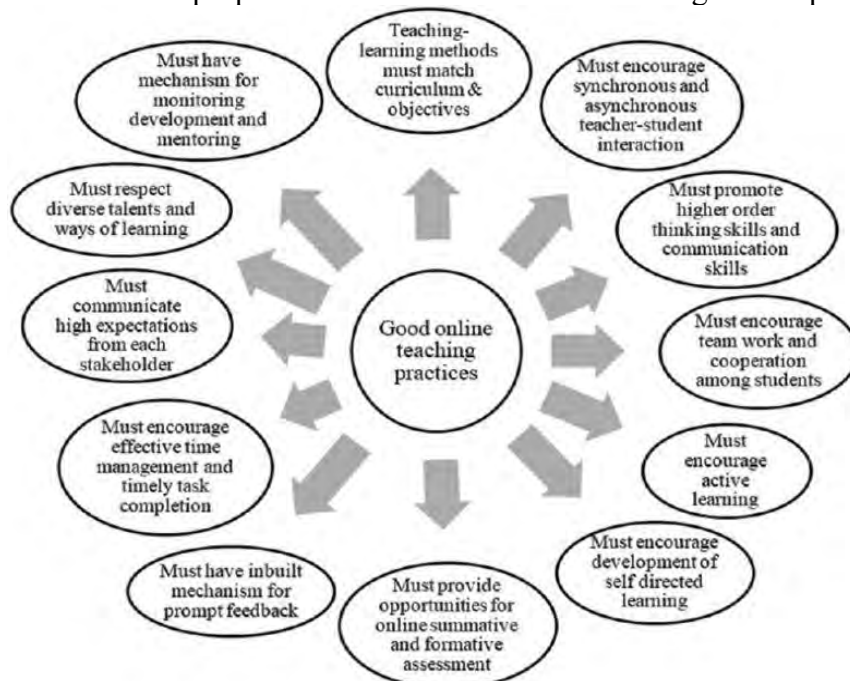 Good online
teaching
practices
Teaching-
learning methods
must match
curriculum &
objectives
Must encourage
synchronous and
asynchronous
teacher-student
interaction
Must promote
higher order
thinking skills and
communication
skills
Must encourage
team work and
cooperation
among students
Must
encourage
active
learning
Must encourage
development of
self directed
learning
Must provide
opportunities for
online summative
and formative
assessment
Must have inbuilt
mechanism for
prompt feedback
Must encourage
effective time
management and
timely task
completion
Must
communicate
high expectations
from each
stakeholder
Must respect
diverse talents and
ways of learning
Must have
mechanism for
monitoring
development and
mentoring